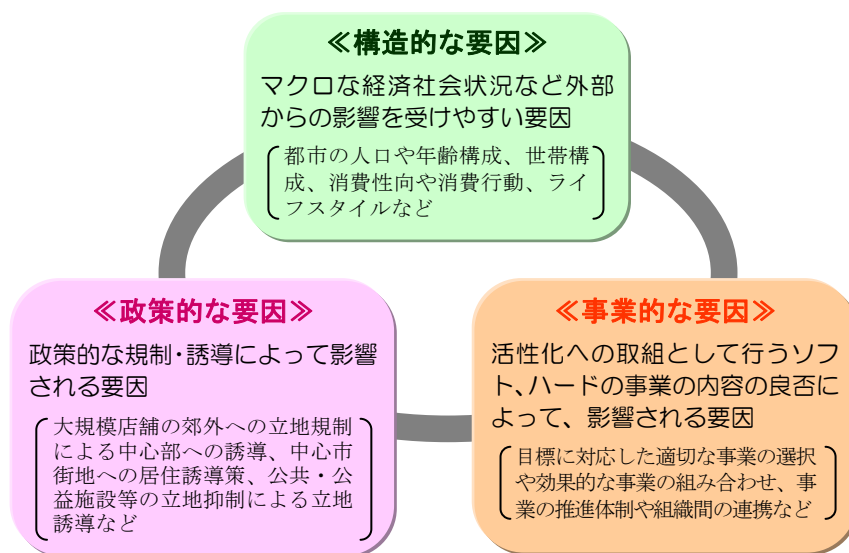 ≪構造的な要因≫
マクロな経済社会状況など外部
からの影響を受けやすい要因
都市の人口や年齢構成、世帯構
成、消費性向や消費行動、ライ
フスタイルなど
≪政策的な要因≫
政策的な規制・誘導によって影響
される要因
大規模店舗の郊外への立地規制
による中心部への誘導、中心市
街地への居住誘導策、公共・公
益施設等の立地抑制による立地
誘導など
≪事業的な要因≫
活性化への取組として行うソフ
ト、ハードの事業の内容の良否に
よって、影響される要因
目標に対応した適切な事業の選択
や効果的な事業の組み合わせ、事
業の推進体制や組織間の連携など